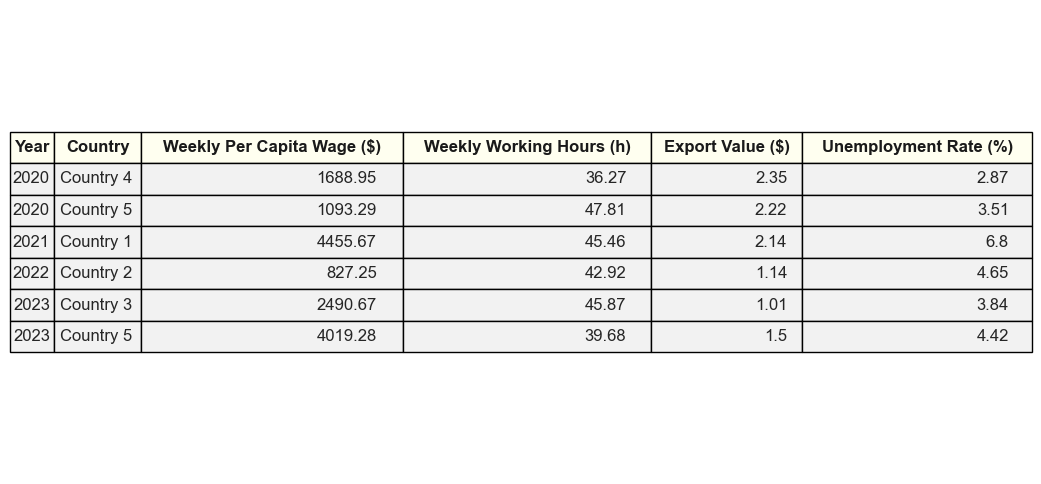 Year Country Weekly Per Capita Wage ($) Weekly Working Hours (h) Export Value ($) Unemployment Rate (%)
2020 Country 4 1688.95 36.27 2.35 2.87
2020 Country 5 1093.29 47.81 2.22 3.51
2021 Country 1 4455.67 45.46 2.14 6.8
2022 Country 2 827.25 42.92 1.14 4.65
2023 Country 3 2490.67 45.87 1.01 3.84
2023 Country 5 4019.28 39.68 1.5 4.42